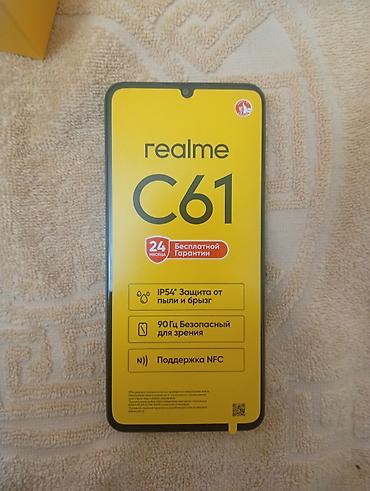 realme
C61
24
МЕСЯЦА
Бесплатной
Гарантии
IP54* Защита от
пыли и брызг
90 Гц Безопасный
для зрения
Поддержка NFC